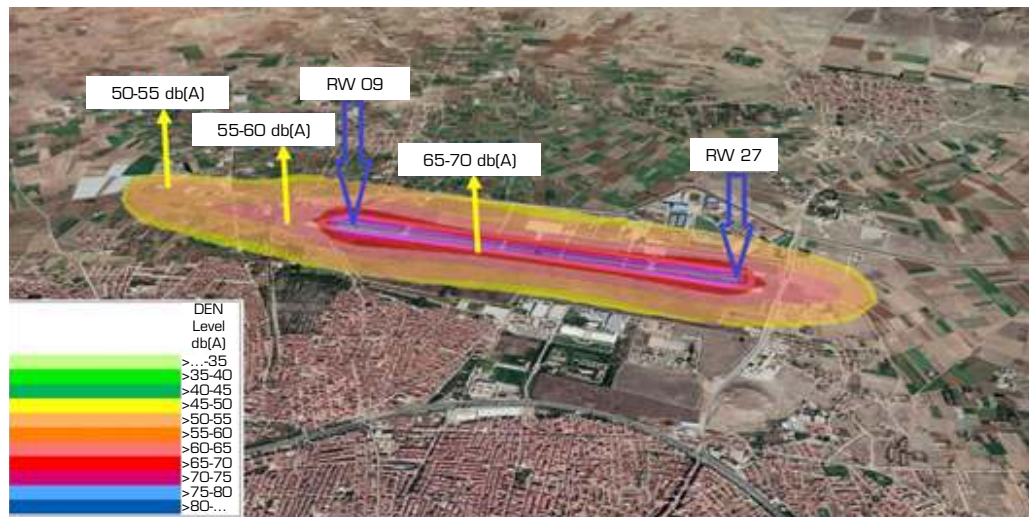 50-55 db(A)
RW 09
55-60 db(A)
65-70 db(A)
RW 27
DEN
Level
db(A)
>...-35
>35-40
>40-45
>45-50
>50-55
>55-60
>60-65
>65-70
>70-75
>75-80
>80-...